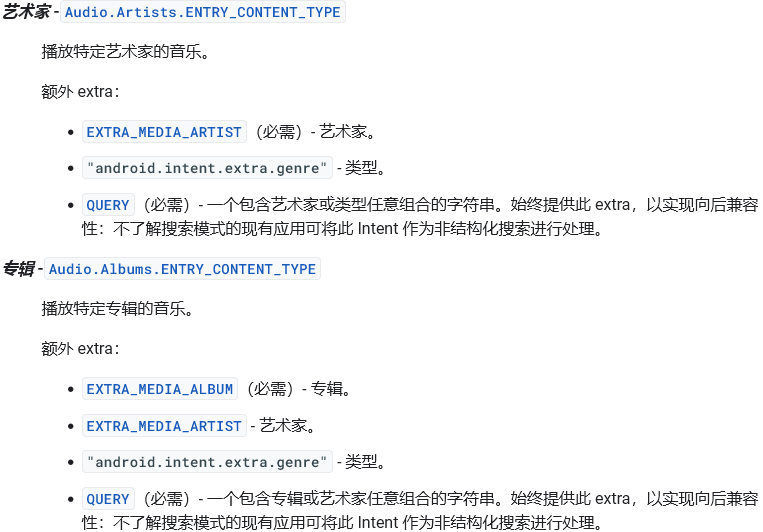 艺术家 - Audio.Artists.ENTRY_CONTENT_TYPE
播放特定艺术家的音乐。
额外 extra：
• EXTRA_MEDIA_ARTIST（必需）- 艺术家。
• "android.intent.extra.genre" - 类型。
• QUERY（必需）- 一个包含艺术家或类型任意组合的字符串。始终提供此 extra，以实现向后兼容
性：不了解搜索模式的现有应用可将此 Intent 作为非结构化搜索进行处理。
专辑 - Audio.Albums.ENTRY_CONTENT_TYPE
播放特定专辑的音乐。
额外 extra：
• EXTRA_MEDIA_ALBUM（必需）- 专辑。
• EXTRA_MEDIA_ARTIST - 艺术家。
• "android.intent.extra.genre" - 类型。
• QUERY（必需）- 一个包含专辑或艺术家任意组合的字符串。始终提供此 extra，以实现向后兼容
性：不了解搜索模式的现有应用可将此 Intent 作为非结构化搜索进行处理。